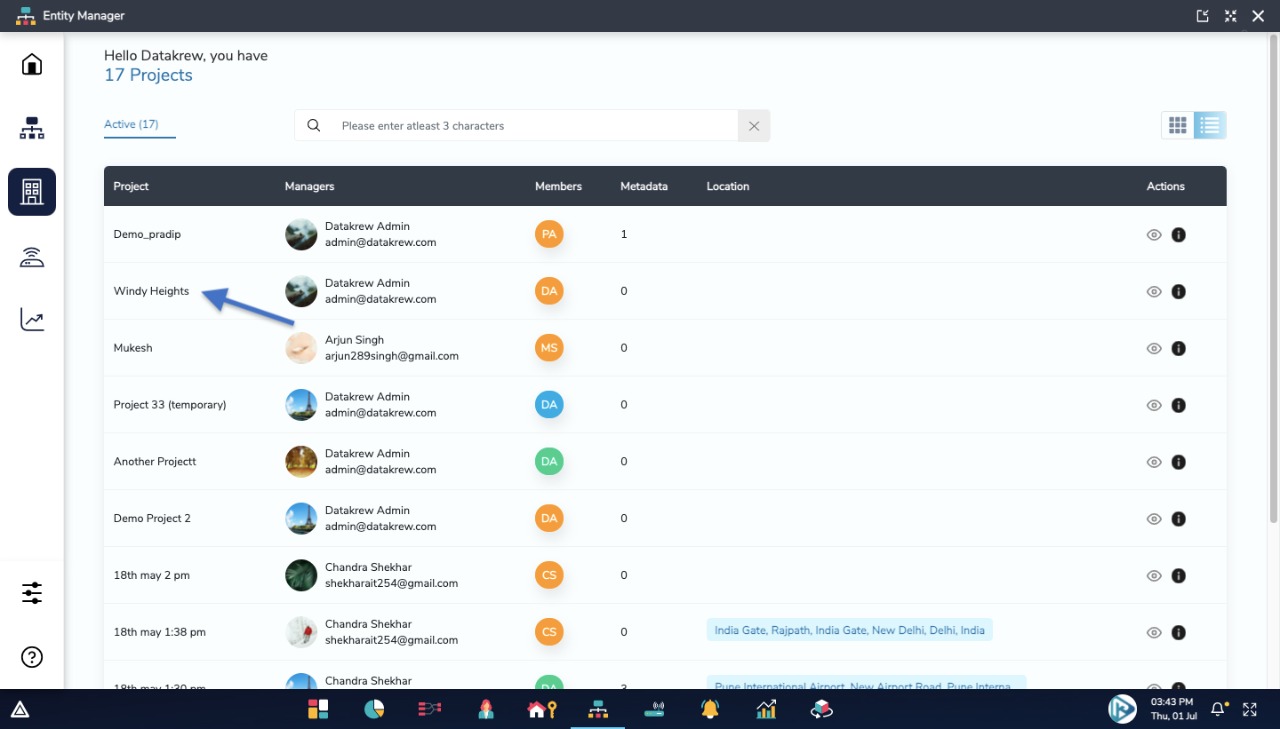 Entity Manager
Hello Datakrew, you have
17 Projects
Active (17)
Please enter atleast 3 characters
Project Managers Members Metadata Location Actions
Demo_pradip Datakrew Admin PA 1
admin@datakrew.com
Windy Heights Datakrew Admin DA 0
admin@datakrew.com
Mukesh Arjun Singh MS 0
arjun289singh@gmail.com
Project 33 (temporary) Datakrew Admin DA 0
admin@datakrew.com
Another Projectt Datakrew Admin DA 0
admin@datakrew.com
Demo Project 2 Datakrew Admin DA 0
admin@datakrew.com
18th may 2 pm Chandra Shekhar CS 0
shekharait254@gmail.com
18th may 1:38 pm Chandra Shekhar CS 0 India Gate, Rajpath, India Gate, New Delhi, Delhi, India
shekharait254@gmail.com
18th may 1:30 pm Chandra Shekhar DA 3 Pune International Airport, New Airport Road, Pune Interna...
03:43 PM
Thu, 01 Jul